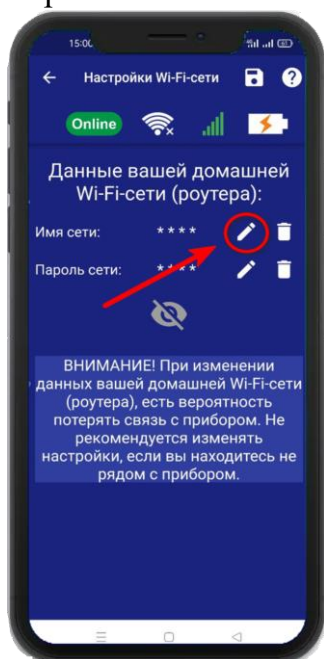 15:00
Настройки Wi-Fi-сети
?
Online
Данные вашей домашней
Wi-Fi-сети (роутера):
Имя сети: ****
Пароль сети: ****
ВНИМАНИЕ! При изменении
данных вашей домашней Wi-Fi-сети
(роутера), есть вероятность
потерять связь с прибором. Не
рекомендуется изменять
настройки, если вы находитесь не
рядом с прибором.